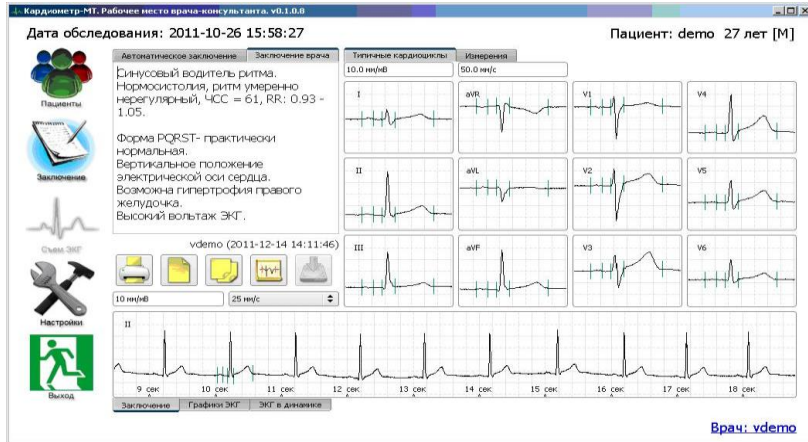 Кардиометр-МТ. Рабочее место врача-консультанта. v0.1.0.0
Дата обследования: 2011-10-26 15:58:27
Пациент: demo 27 лет [М]
Пациенты
Заключение
Съем ЭКГ
Настройки
Выход
Автоматическое заключение
Заключение врача
Синусовый водитель ритма.
Нормосистолия, ритм умеренно
нерегулярный, ЧСС = 61, RR: 0.93 -
1.05.
Форма PQRST- практически
нормальная.
Вертикальное положение
электрической оси сердца.
Возможна гипертрофия правого
желудочка.
Высокий вольтаж ЭКГ.
vdemo (2011-12-14 14:11:46)
10 мм/мВ
25 мм/с
Типичные кардиоциклы
Измерения
10.0 мм/мВ
50.0 мм/с
I
aVR
V1
V4
II
aVL
V2
V5
III
aVF
V3
V6
II
9 сек
10 сек
11 сек
12 сек
13 сек
14 сек
15 сек
16 сек
17 сек
18 сек
Заключение
Графики ЭКГ
ЭКГ в динамике
Врач: vdemo